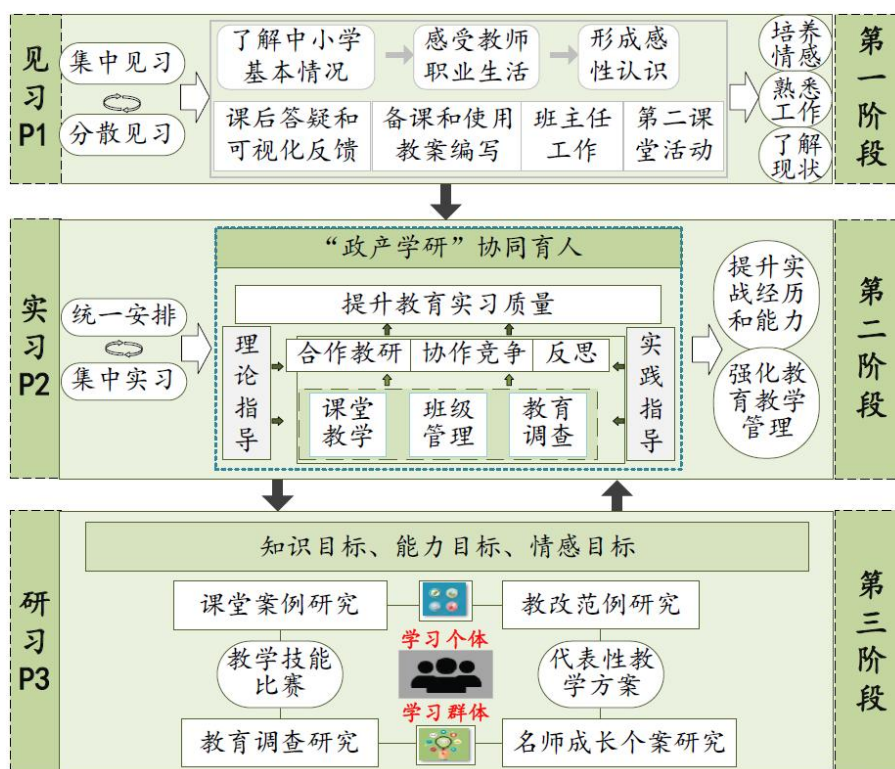 见习P1
集中见习
分散见习
了解中小学
基本情况
感受教师
职业生活
形成感
性认识
课后答疑和
可视化反馈
备课和使用
教案编写
班主任
工作
第二课
堂活动
培养
情感
熟悉
工作
了解
现状
第一阶段
实习P2
统一安排
集中实习
“政产学研”协同育人
提升教育实习质量
理论指导
合作教研
协作竞争
反思
课堂
教学
班级
管理
教育
调查
实践指导
提升实
战经历
和能力
强化教
育教学
管理
第二阶段
研习P3
知识目标、能力目标、情感目标
课堂案例研究
教改范例研究
学习个体
教学技能
比赛
代表性教
学方案
学习群体
教育调查研究
名师成长个案研究
第三阶段